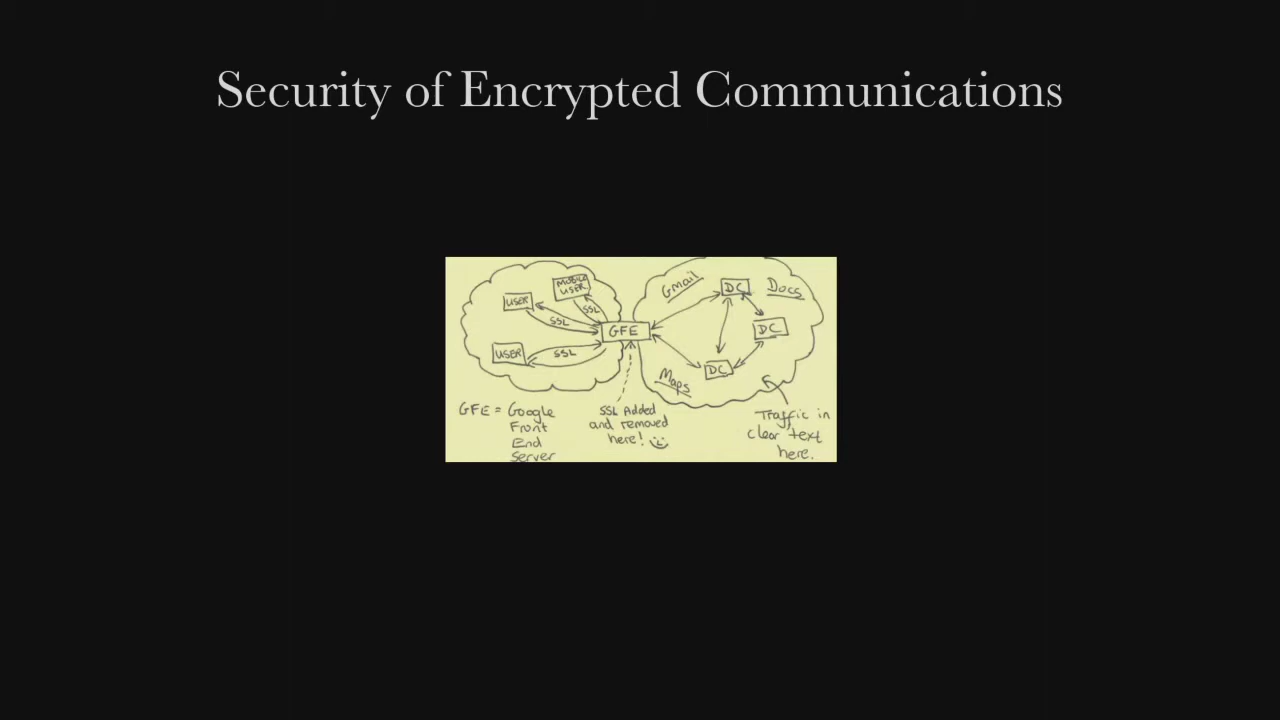 Security of Encrypted Communications
MOBILE
USER
USER
SSL
SSL
USER
SSL
GFE
Gmail
DC
Docs
DC
DC
Maps
GFE = Google
Front
End
Server
SSL Added
and removed
here!
Traffic in
clear text
here.